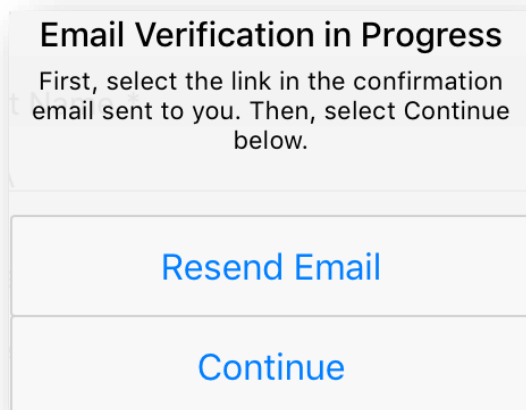 Email Verification in Progress
First, select the link in the confirmation
email sent to you. Then, select Continue
below.
Resend Email
Continue